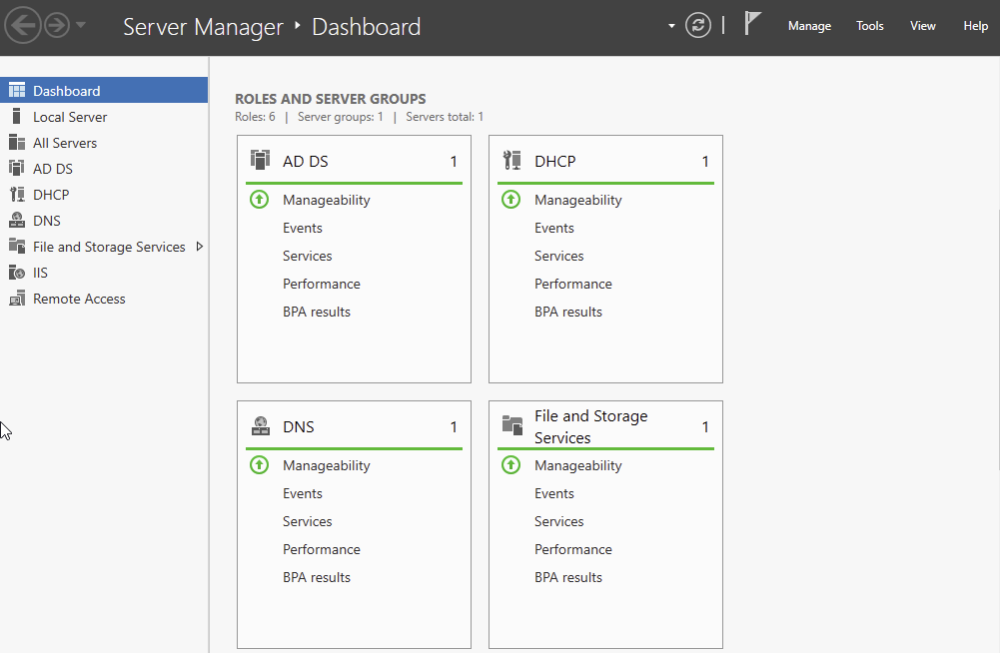 Server Manager ‣ Dashboard
Manage Tools View Help
Dashboard
Local Server
All Servers
AD DS
DHCP
DNS
File and Storage Services
IIS
Remote Access
ROLES AND SERVER GROUPS
Roles: 6 | Server groups: 1 | Servers total: 1
AD DS 1
Manageability
Events
Services
Performance
BPA results
DHCP 1
Manageability
Events
Services
Performance
BPA results
DNS 1
Manageability
Events
Services
Performance
BPA results
File and Storage
Services 1
Manageability
Events
Services
Performance
BPA results